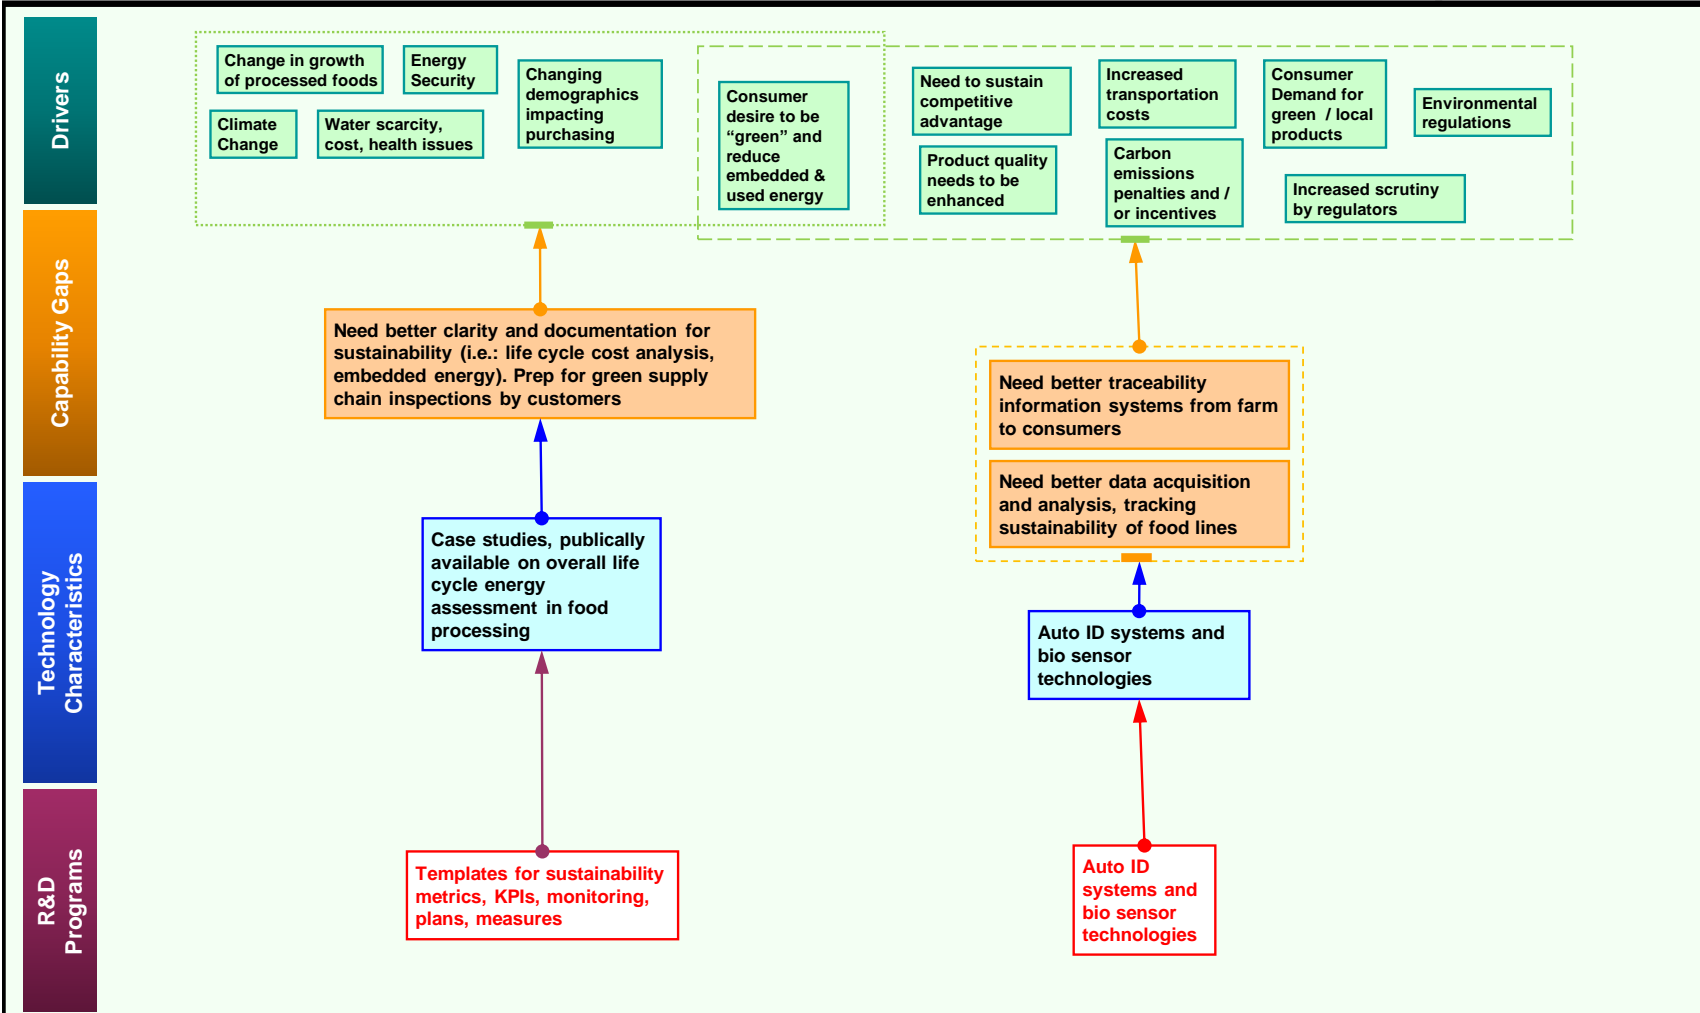 Drivers
Change in growth
of processed foods
Energy
Security
Climate
Change
Water scarcity,
cost, health issues
Changing
demographics
impacting
purchasing
Consumer
desire to be
“green” and
reduce
embedded &
used energy
Need to sustain
competitive
advantage
Product quality
needs to be
enhanced
Increased
transportation
costs
Carbon
emissions
penalties and /
or incentives
Consumer
Demand for
green / local
products
Increased scrutiny
by regulators
Environmental
regulations
Capability Gaps
Need better clarity and documentation for
sustainability (i.e.: life cycle cost analysis,
embedded energy). Prep for green supply
chain inspections by customers
Need better traceability
information systems from farm
to consumers
Need better data acquisition
and analysis, tracking
sustainability of food lines
Technology
Characteristics
Case studies, publically
available on overall life
cycle energy
assessment in food
processing
Auto ID systems and
bio sensor
technologies
R&D
Programs
Templates for sustainability
metrics, KPIs, monitoring,
plans, measures
Auto ID
systems and
bio sensor
technologies